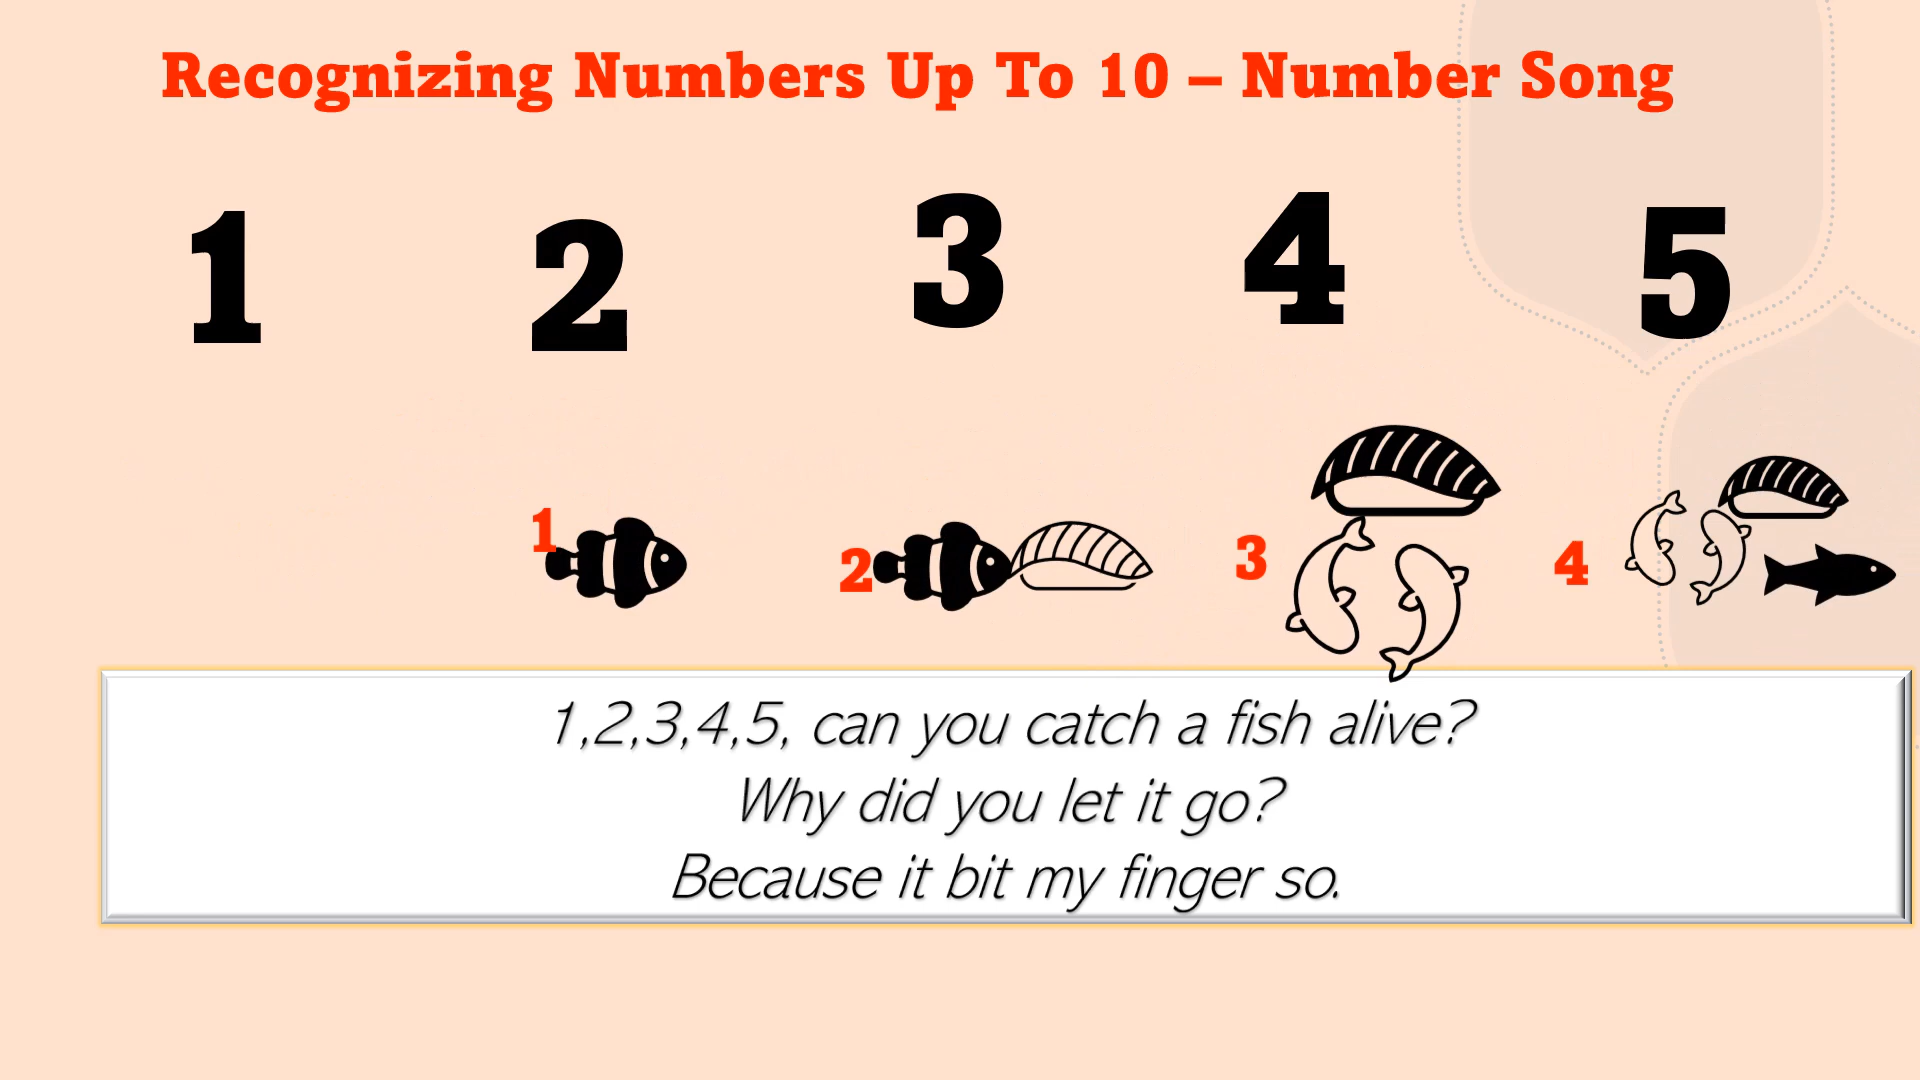 Recognizing Numbers Up To 10 – Number Song
1 2 3 4 5
1 2 3 4
1,2,3,4,5, can you catch a fish alive?
Why did you let it go?
Because it bit my finger so.